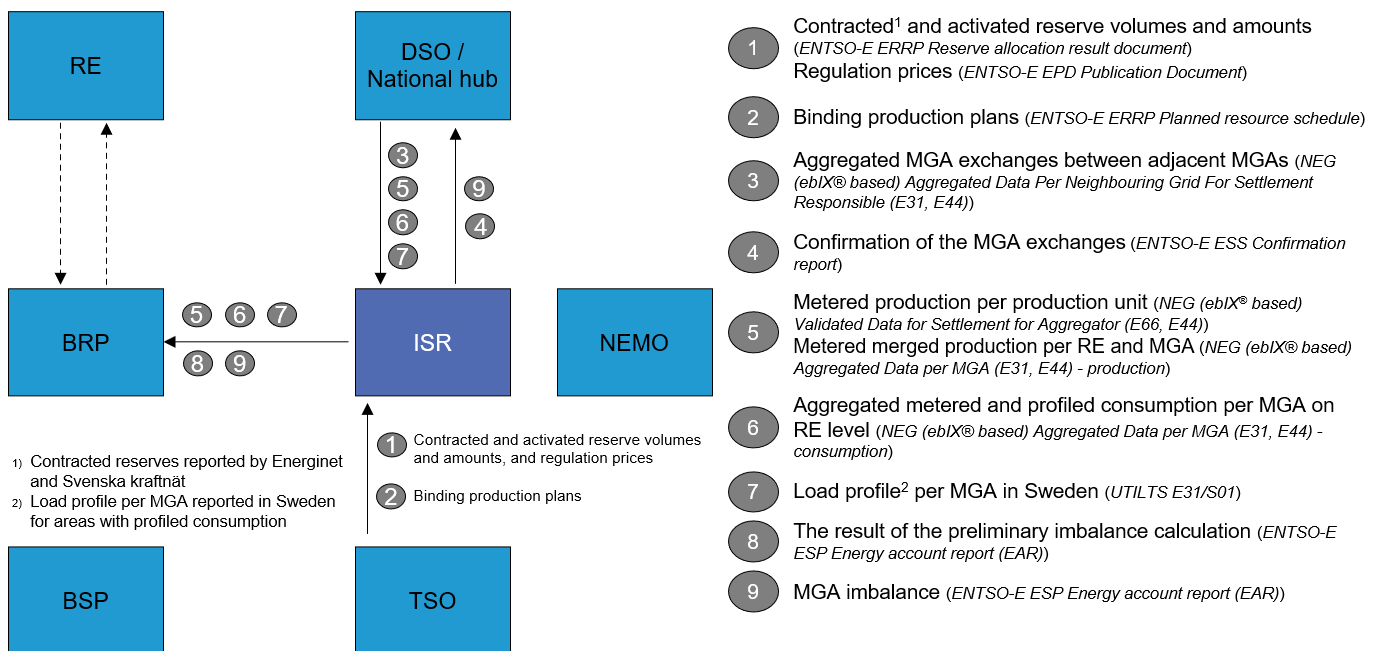 RE
DSO /
National hub
3
5
6
7
9
4
BRP
5 6 7
8 9
ISR
NEMO
1 Contracted and activated reserve volumes
and amounts, and regulation prices
2 Binding production plans
1) Contracted reserves reported by Energinet
and Svenska kraftnät
2) Load profile per MGA reported in Sweden
for areas with profiled consumption
BSP
TSO
1 Contracted¹ and activated reserve volumes and amounts
(ENTSO-E ERRP Reserve allocation result document)
Regulation prices (ENTSO-E EPD Publication Document)
2 Binding production plans (ENTSO-E ERRP Planned resource schedule)
3 Aggregated MGA exchanges between adjacent MGAs (NEG
(ebIX® based) Aggregated Data Per Neighbouring Grid For Settlement
Responsible (E31, E44))
4 Confirmation of the MGA exchanges (ENTSO-E ESS Confirmation
report)
5 Metered production per production unit (NEG (ebIX® based)
Validated Data for Settlement for Aggregator (E66, E44))
Metered merged production per RE and MGA (NEG (ebIX® based)
Aggregated Data per MGA (E31, E44) - production)
6 Aggregated metered and profiled consumption per MGA on
RE level (NEG (ebIX® based) Aggregated Data per MGA (E31, E44) -
consumption)
7 Load profile² per MGA in Sweden (UTILTS E31/S01)
8 The result of the preliminary imbalance calculation (ENTSO-E
ESP Energy account report (EAR))
9 MGA imbalance (ENTSO-E ESP Energy account report (EAR))